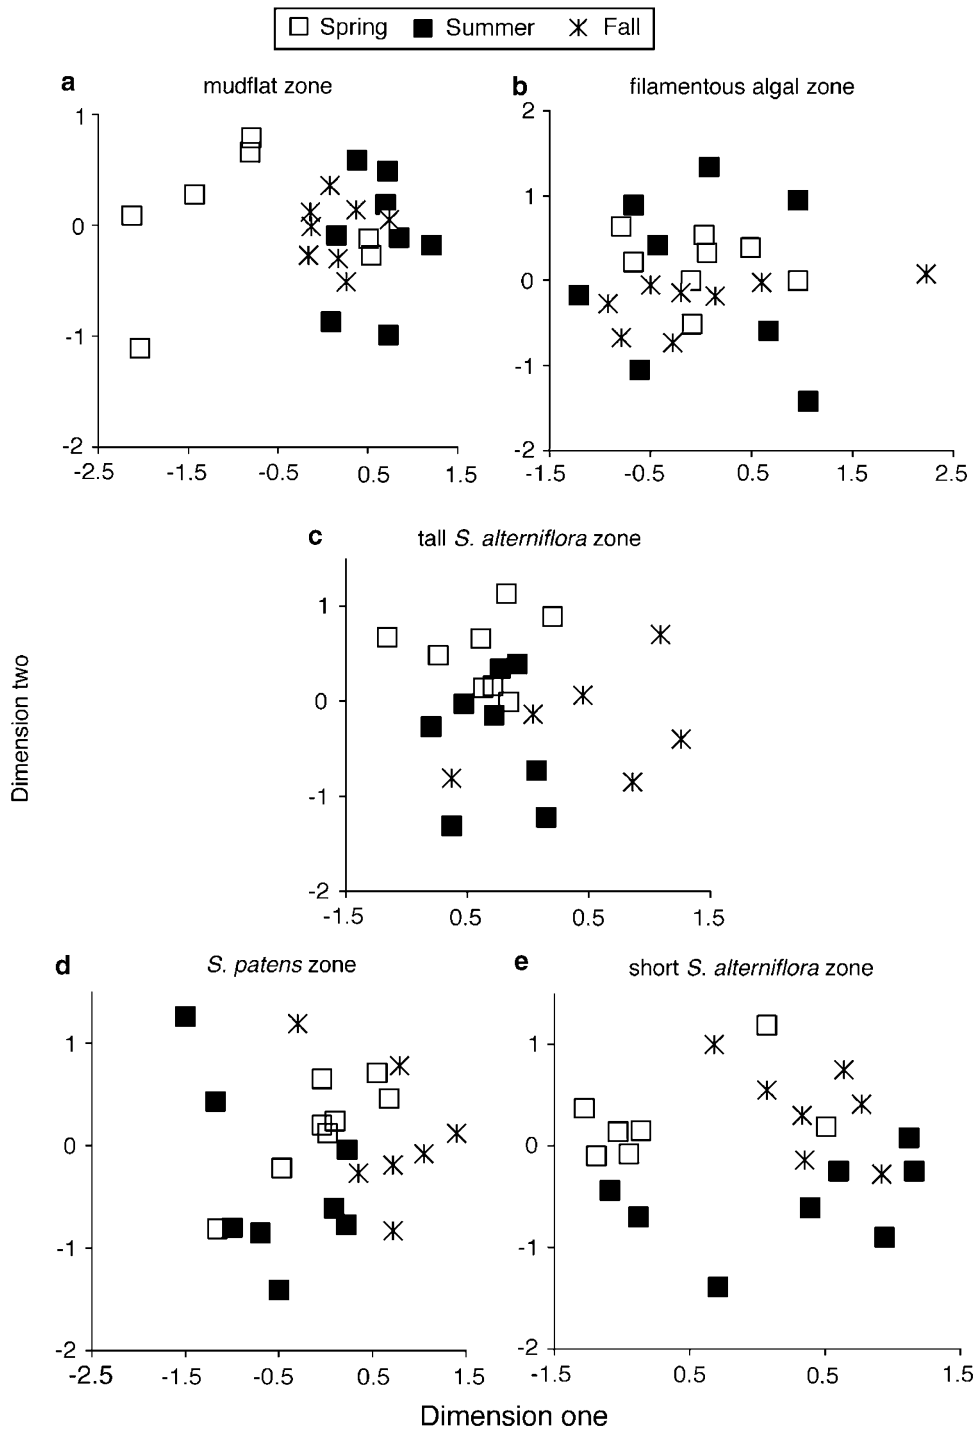 Spring Summer Fall
a mudflat zone
1
0
-1
-2
-2.5 -1.5 -0.5 0.5 1.5
b filamentous algal zone
2
1
0
-1
-2
-1.5 -0.5 0.5 1.5 2.5
c tall S. alterniflora zone
1
0
-1
-2
-1.5 0.5 0.5 1.5
Dimension two
d S. patens zone
1
0
-1
-2
-2.5 -1.5 -0.5 0.5 1.5
e short S. alterniflora zone
1
0
-1
-2
-1.5 0.5 0.5 1.5
Dimension one